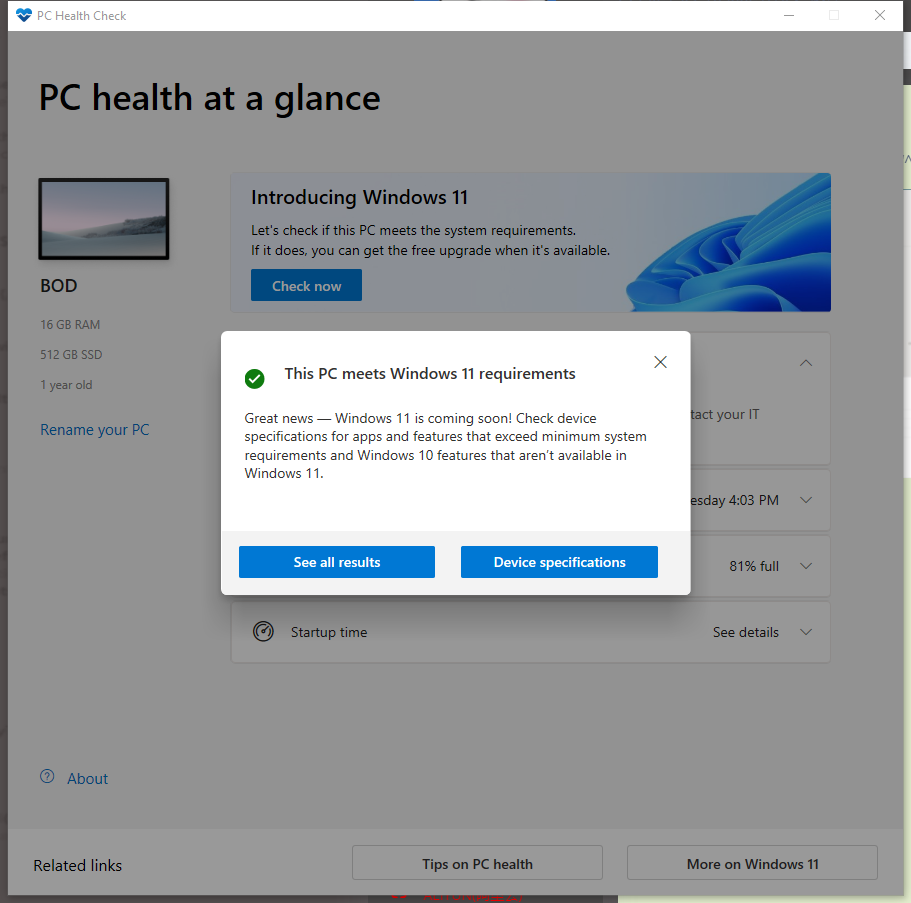 PC Health Check
PC health at a glance
BOD
16 GB RAM
512 GB SSD
1 year old
Rename your PC
Introducing Windows 11
Let's check if this PC meets the system requirements.
If it does, you can get the free upgrade when it's available.
Check now
This PC meets Windows 11 requirements
Great news — Windows 11 is coming soon! Check device
specifications for apps and features that exceed minimum system
requirements and Windows 10 features that aren't available in
Windows 11.
See all results
Device specifications
tact your IT
esday 4:03 PM
81% full
Startup time
See details
About
Related links
Tips on PC health
More on Windows 11